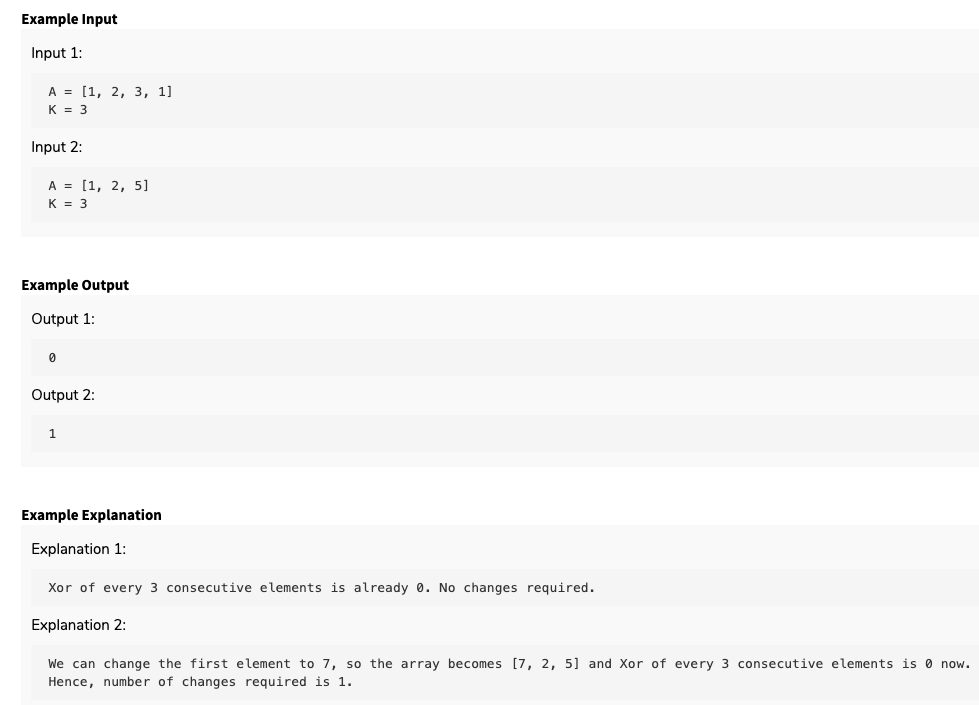 Example Input
Input 1:
A = [1, 2, 3, 1]
K = 3
Input 2:
A = [1, 2, 5]
K = 3
Example Output
Output 1:
0
Output 2:
1
Example Explanation
Explanation 1:
Xor of every 3 consecutive elements is already 0. No changes required.
Explanation 2:
We can change the first element to 7, so the array becomes [7, 2, 5] and Xor of every 3 consecutive elements is 0 now.
Hence, number of changes required is 1.